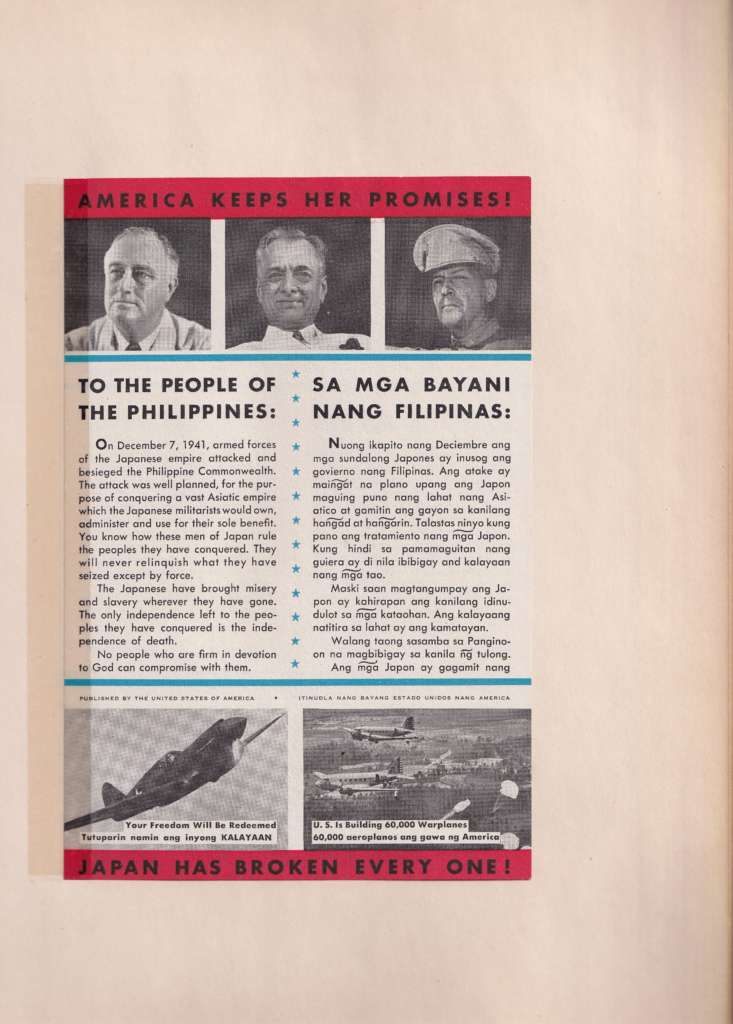 AMERICA KEEPS HER PROMISES!
TO THE PEOPLE OF
THE PHILIPPINES:
On December 7, 1941, armed forces
of the Japanese empire attacked and
besieged the Philippine Commonwealth.
The attack was well planned, for the pur-
pose of conquering a vast Asiatic empire
which the Japanese militarists would own,
administer and use for their sole benefit.
You know how these men of Japan rule
the peoples they have conquered. They
will never relinquish what they have
seized except by force.
The Japanese have brought misery
and slavery wherever they have gone.
The only independence left to the peo-
ples they have conquered is the inde-
pendence of death.
No people who are firm in devotion
to God can compromise with them.
SA MGA BAYANI
NANG FILIPINAS:
Nuong ikapito nang Deciembre ang
mga sundalong Japones ay inusog ang
govierno nong Filipinas. Ang atake ay
maingat na plano upang ang Japon
maguing puno nang lahat nang Asi-
atico at gamitin ang gayon sa kanilang
hangad at hangarin. Talastas ninyo kung
pano ang tratamiento nang mga Japon.
Kung hindi sa pamamaguitan nang
guiera ay di nila ibibigay and kalayaan
nang mga tao.
Maski saan magtangumpay ang Ja-
pon ay kahirapan ang kanilang idinu-
dulot sa mga kataohan. Ang kalayaang
natitira sa lahat ay ang kamatayan.
Walang taong sasamba sa Pangino-
on na magbibigay sa kanila ng tulong.
Ang mga Japon ay gagamit nang
PUBLISHED BY THE UNITED STATES OF AMERICA • ITINUDLA NANG BAYANG ESTADO UNIDOS NANG AMERICA
Your Freedom Will Be Redeemed
Tutuparin namin ang inyong KALAYAAN
U. S. Is Building 60,000 Warplanes
60,000 aeroplanos ang gawa ng America
JAPAN HAS BROKEN EVERY ONE!